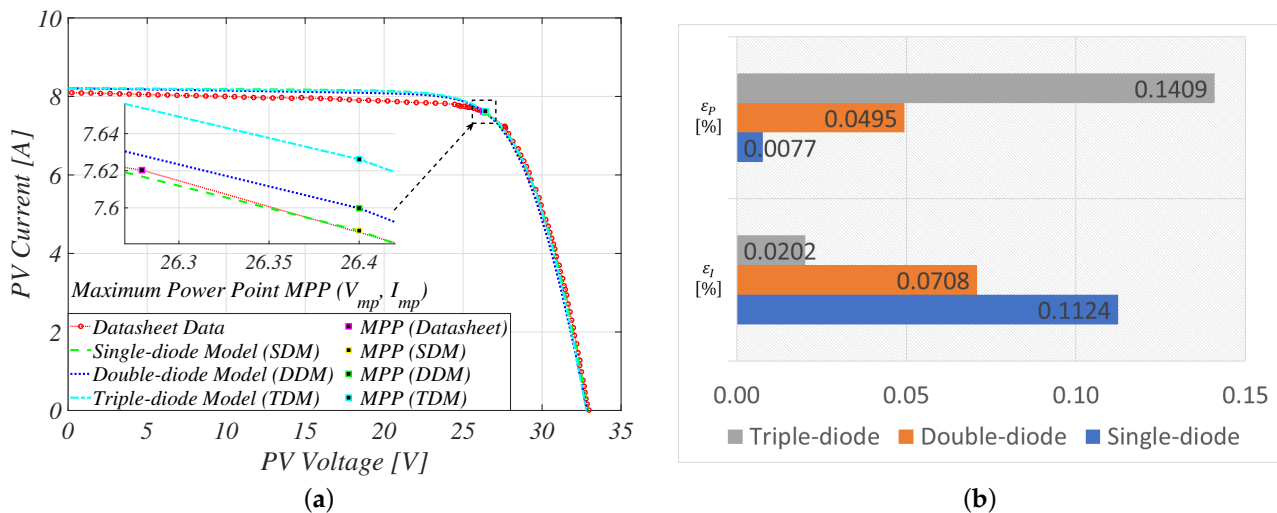 10
8
6
4
2
0
PV Current [A]
7.64
7.62
7.6
26.3
26.35
26.4
Maximum Power Point MPP (V_mp, I_mp)
Datasheet Data
MPP (Datasheet)
Single-diode Model (SDM)
MPP (SDM)
Double-diode Model (DDM)
MPP (DDM)
Triple-diode Model (TDM)
MPP (TDM)
0 5 10 15 20 25 30 35
PV Voltage [V]
(a)
ε_P
[%]
0.1409
0.0495
0.0077
ε_I
[%]
0.0202
0.0708
0.1124
0.00 0.05 0.10 0.15
Triple-diode Double-diode Single-diode
(b)